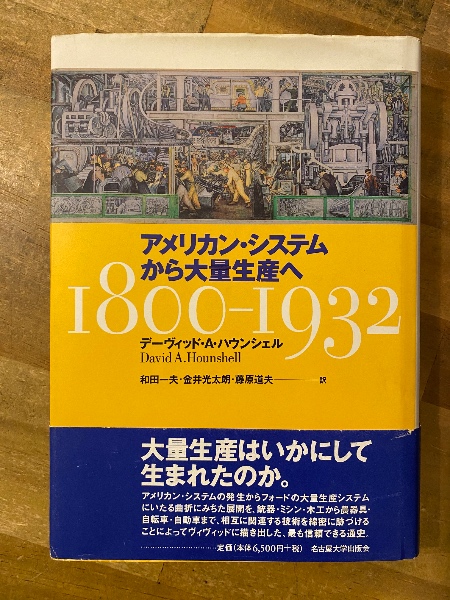 アメリカン・システム
から大量生産へ
1800-1932
デーヴィッド・A・ハウンシェル
David A.Hounshell
和田一夫・金井光太朗・藤原道夫──訳
大量生産はいかにして
生まれたのか。
アメリカン・システムの発生からフォードの大量生産システム
にいたる曲折にみちた展開を、銃器・ミシン・木工から農器具・
自転車・自動車まで、相互に関連する技術を綿密に跡づける
ことによってヴィヴィッドに描き出した、最も信頼できる通史。
定価(本体6,500円+税) 名古屋大学出版会